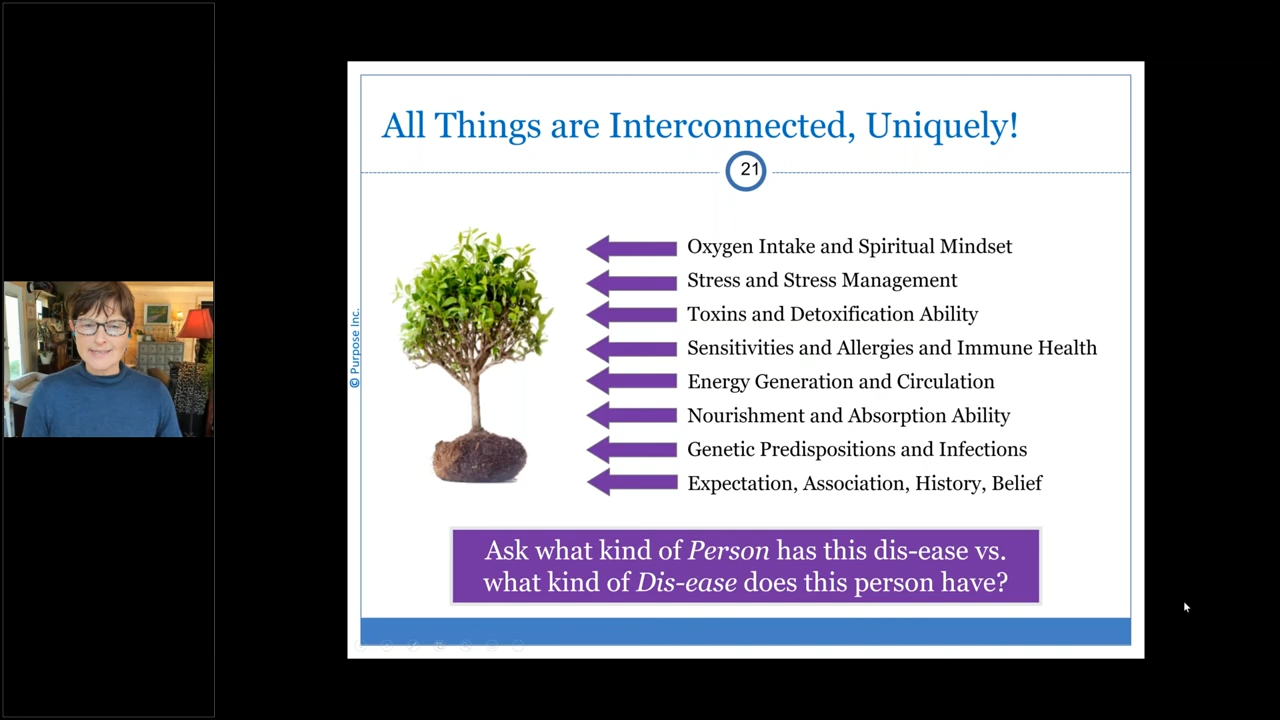 All Things are Interconnected, Uniquely!
21
Oxygen Intake and Spiritual Mindset
Stress and Stress Management
Toxins and Detoxification Ability
Sensitivities and Allergies and Immune Health
Energy Generation and Circulation
Nourishment and Absorption Ability
Genetic Predispositions and Infections
Expectation, Association, History, Belief
© Purpose Inc.
Ask what kind of Person has this dis-ease vs.
what kind of Dis-ease does this person have?